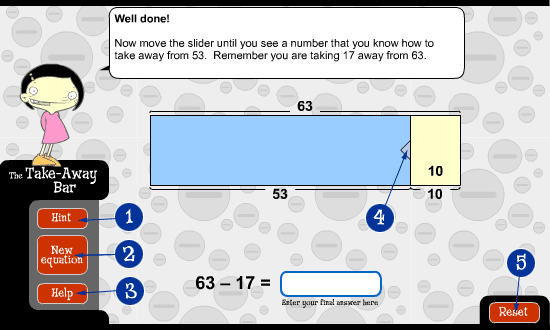 Well done!
Now move the slider until you see a number that you know how to
take away from 53.  Remember you are taking 17 away from 63.
63
10
53
10
4
The Take-Away
Bar
Hint
1
New
equation
2
Help
3
63 – 17 =
Enter your final answer here
5
Reset